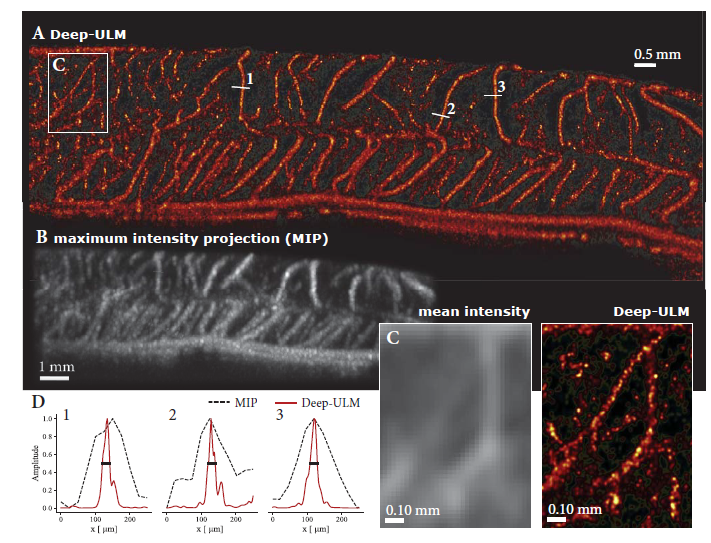 A Deep-ULM
0.5 mm
C
1
2
3
B maximum intensity projection (MIP)
1 mm
mean intensity
Deep-ULM
C
0.10 mm
0.10 mm
D
MIP
Deep-ULM
1
2
3
Amplitude
1.0
0.8
0.6
0.4
0.2
0.0
0 100 200
0 100 200
0 100 200
x [ μm]
x [ μm]
x [ μm]